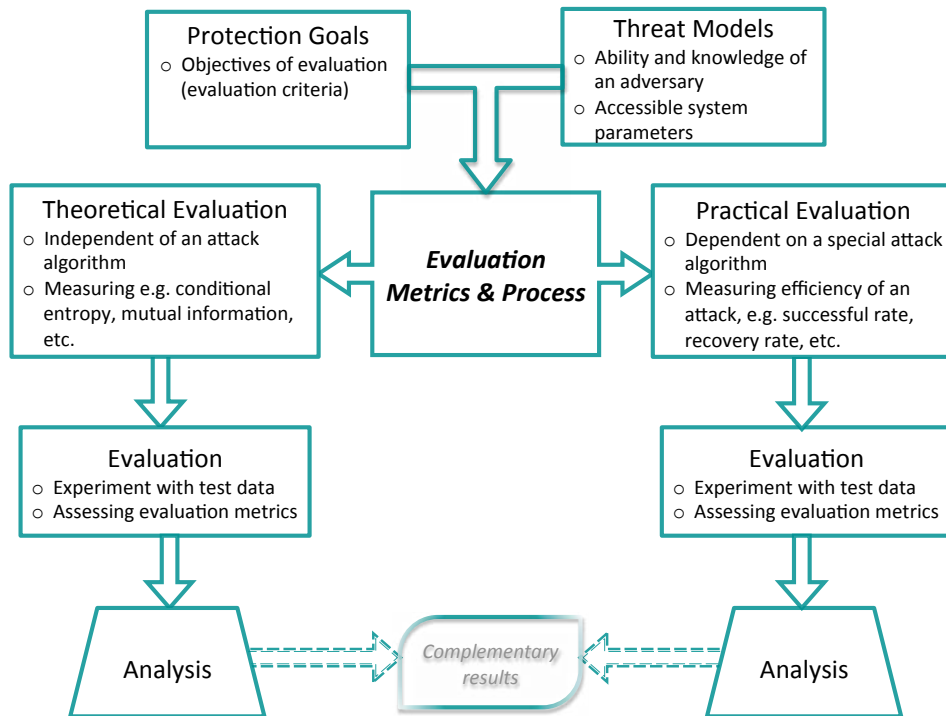 Protection Goals
o Objectives of evaluation
(evaluation criteria)
Threat Models
o Ability and knowledge of
an adversary
o Accessible system
parameters
Theoretical Evaluation
o Independent of an attack
algorithm
o Measuring e.g. conditional
entropy, mutual information,
etc.
Evaluation
Metrics & Process
Practical Evaluation
o Dependent on a special attack
algorithm
o Measuring efficiency of an
attack, e.g. successful rate,
recovery rate, etc.
Evaluation
o Experiment with test data
o Assessing evaluation metrics
Evaluation
o Experiment with test data
o Assessing evaluation metrics
Analysis
Complementary
results
Analysis